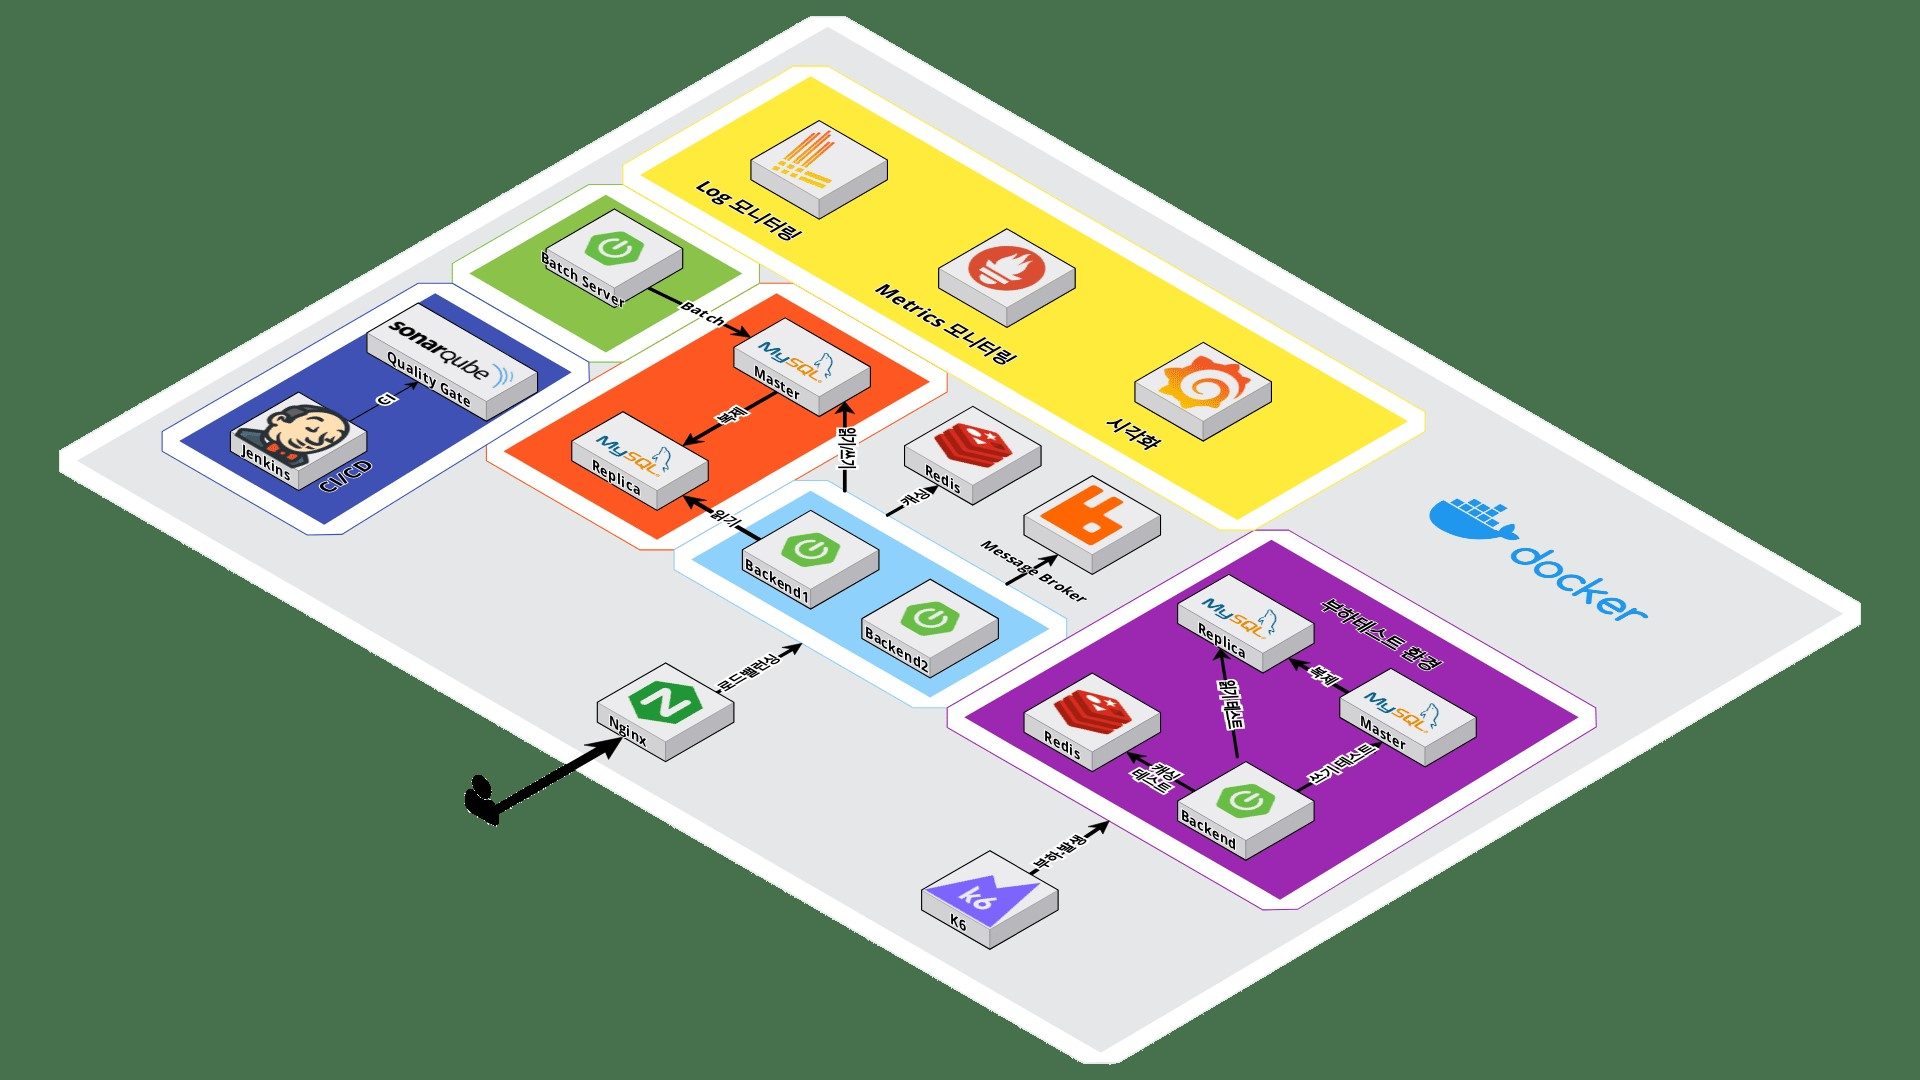 Log 모니터링
Metrics 모니터링
시각화
Batch Server
Batch
sonarqube
Quality Gate
CI
Jenkins
CI/CD
MySQL
Master
복제
MySQL
Replica
읽기/쓰기
읽기
Redis
캐싱
Message Broker
Backend1
Backend2
docker
Nginx
로드밸런싱
부하테스트 환경
MySQL
Replica
복제
MySQL
Master
읽기 테스트
쓰기 테스트
Redis
캐싱
테스트
Backend
부하 발생
k6
K6